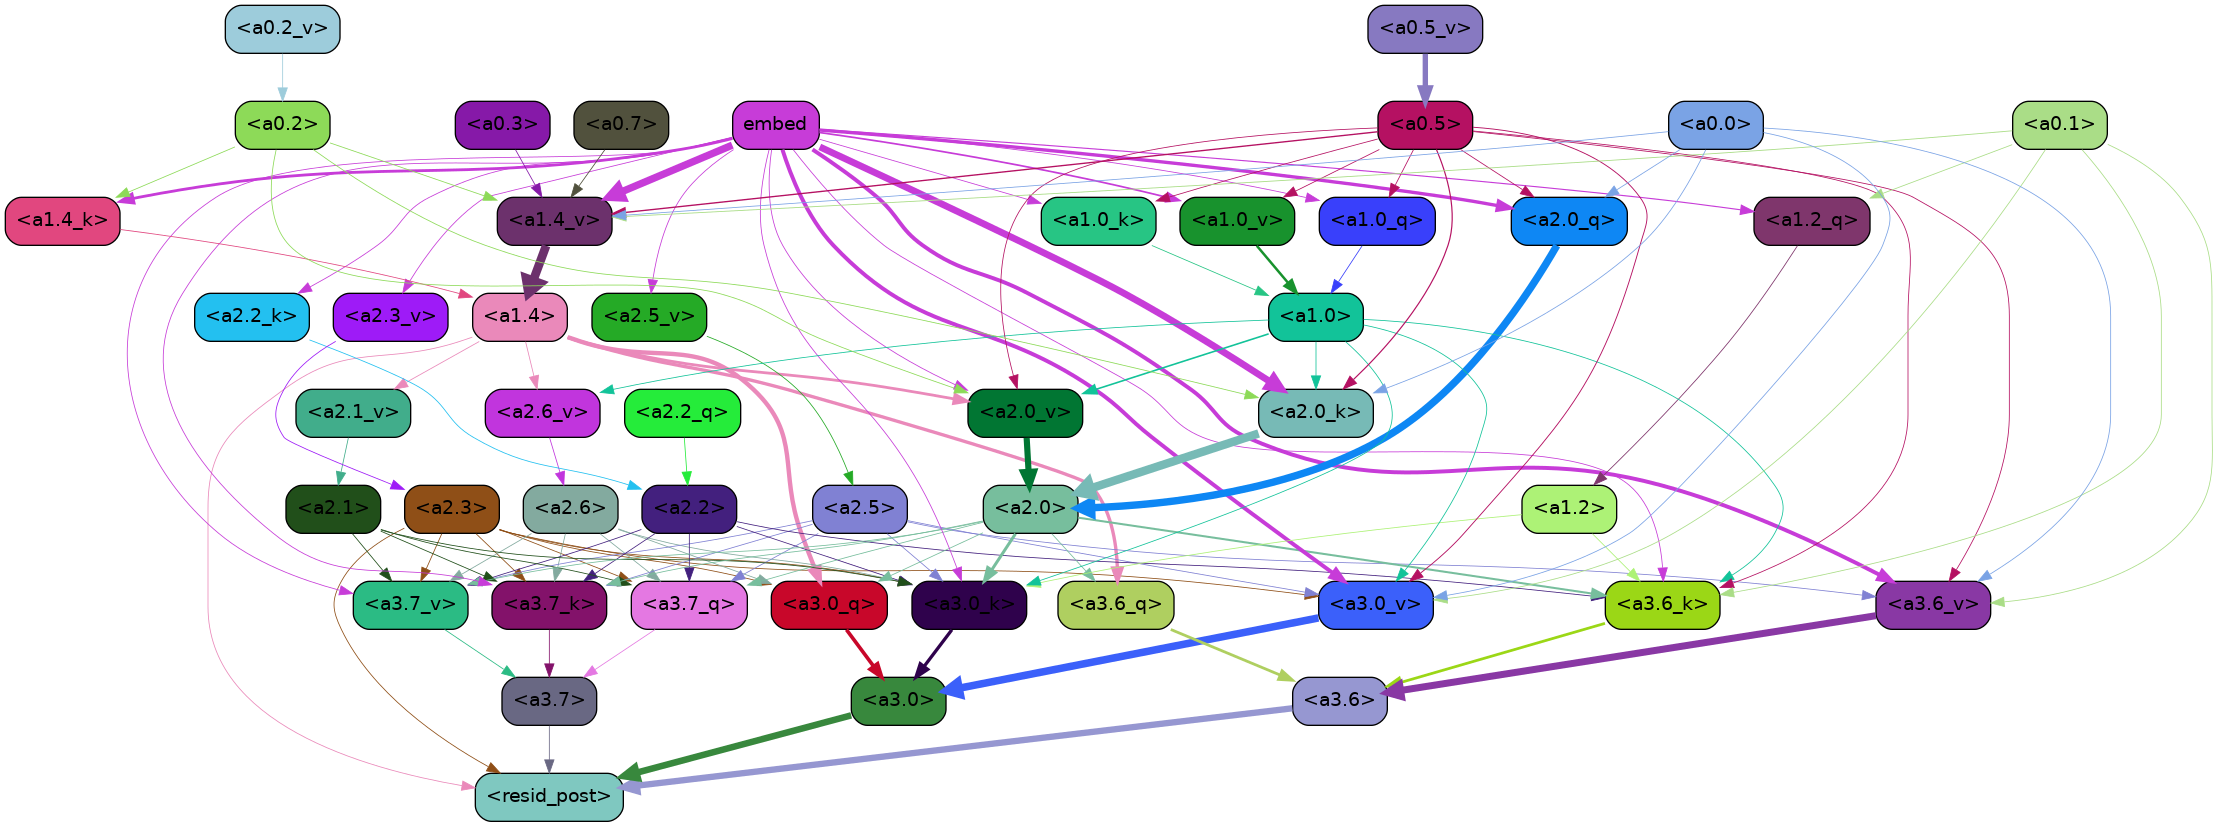 <a0.2_v> <a0.5_v>
<a0.2> <a0.3> <a0.7> embed <a0.5> <a0.0> <a0.1>
<a1.4_k> <a1.4_v> <a1.0_k> <a1.0_v> <a1.0_q> <a2.0_q> <a1.2_q>
<a2.2_k> <a2.3_v> <a1.4> <a2.5_v> <a1.0>
<a2.1_v> <a2.6_v> <a2.2_q> <a2.0_v> <a2.0_k>
<a2.1> <a2.3> <a2.6> <a2.2> <a2.5> <a2.0> <a1.2>
<a3.7_v> <a3.7_k> <a3.7_q> <a3.0_q> <a3.0_k> <a3.6_q> <a3.0_v> <a3.6_k> <a3.6_v>
<a3.7> <a3.0> <a3.6>
<resid_post>